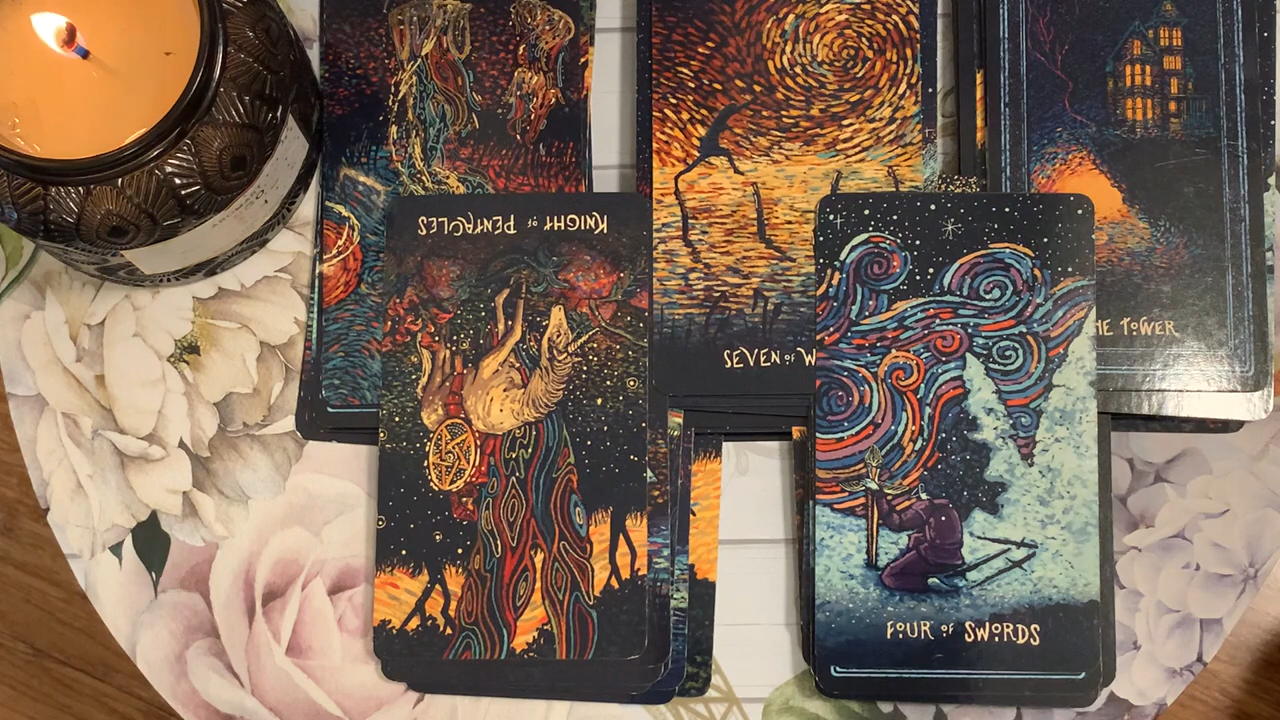 KNIGHT OF PENTACLES
SEVEN OF W
HE TOWER
FOUR OF SWORDS